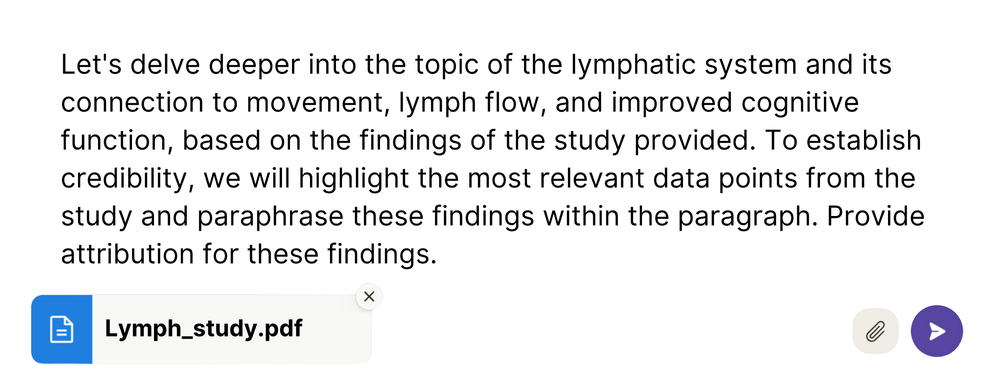 Let's delve deeper into the topic of the lymphatic system and its
connection to movement, lymph flow, and improved cognitive
function, based on the findings of the study provided. To establish
credibility, we will highlight the most relevant data points from the
study and paraphrase these findings within the paragraph. Provide
attribution for these findings.
Lymph_study.pdf